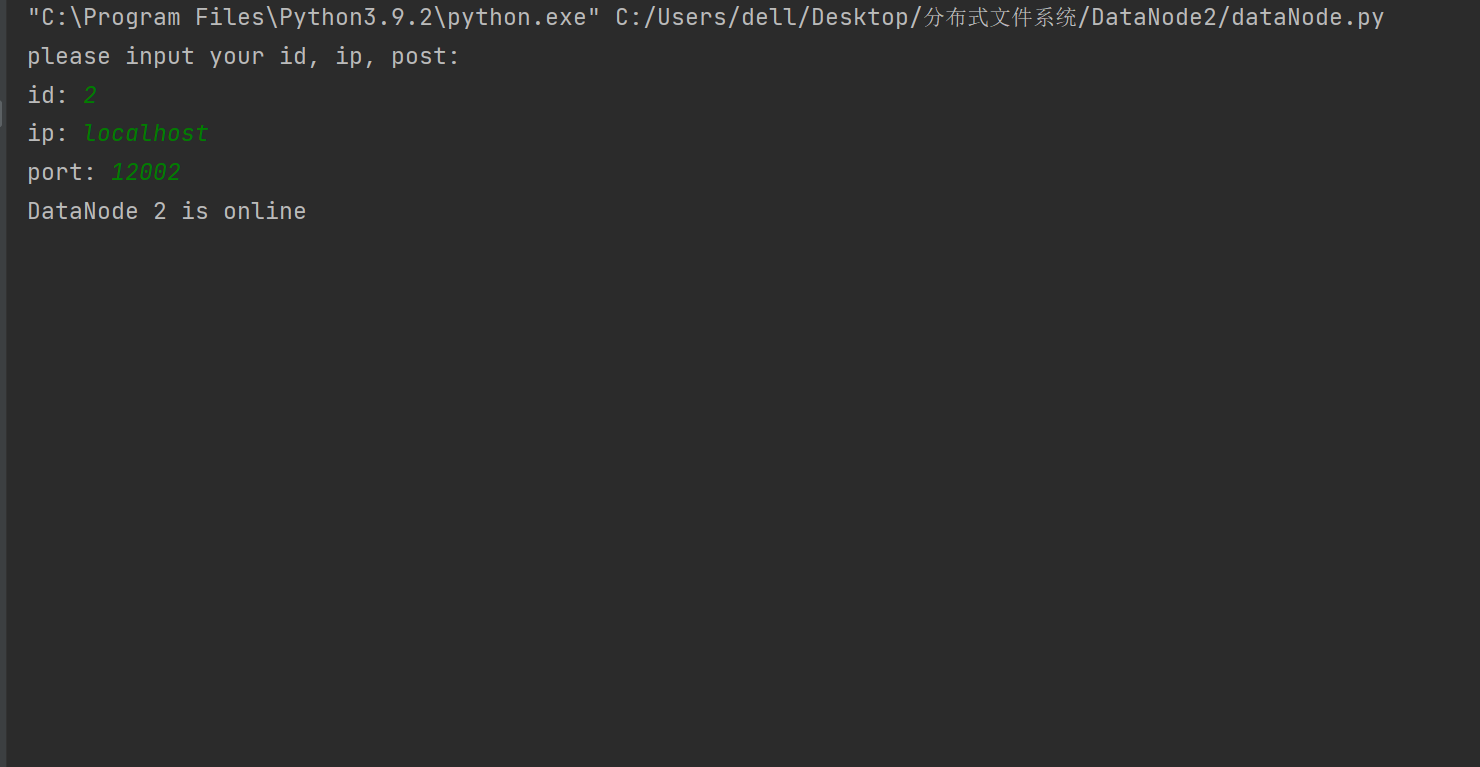 "C:\Program Files\Python3.9.2\python.exe" C:/Users/dell/Desktop/分布式文件系统/DataNode2/dataNode.py
please input your id, ip, post:
id: 2
ip: localhost
port: 12002
DataNode 2 is online